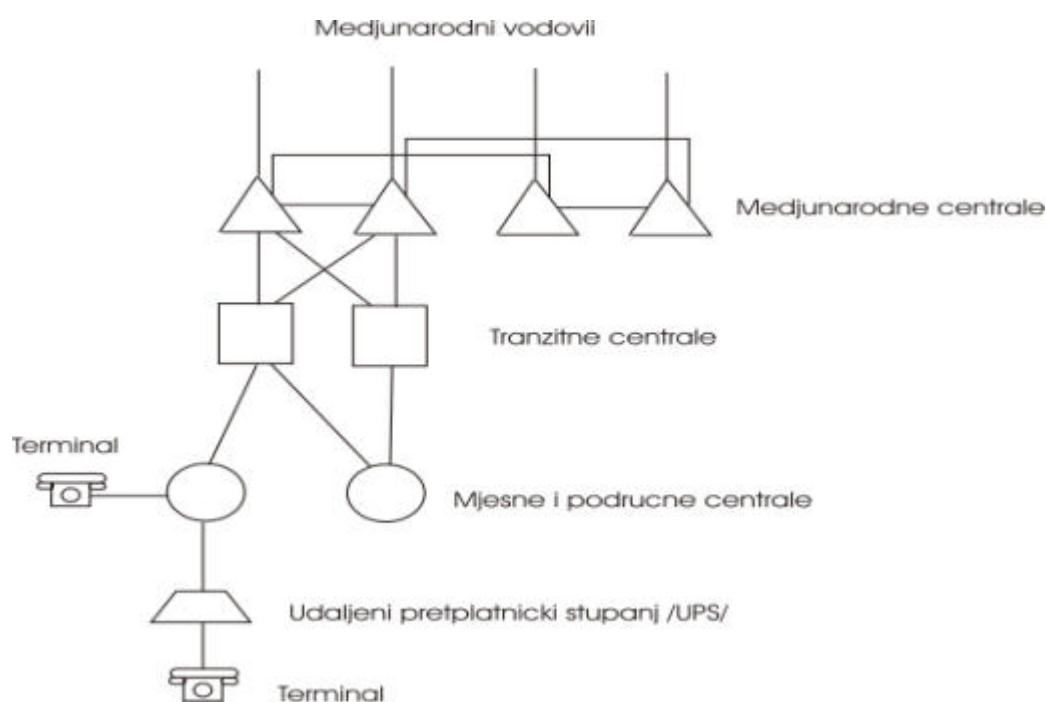 Medjunarodni vodovii
Medjunarodne centrale
Tranzitne centrale
Terminal
Mjesne i podrucne centrale
Udaljeni pretplatnicki stupanj /UPS/
Terminal